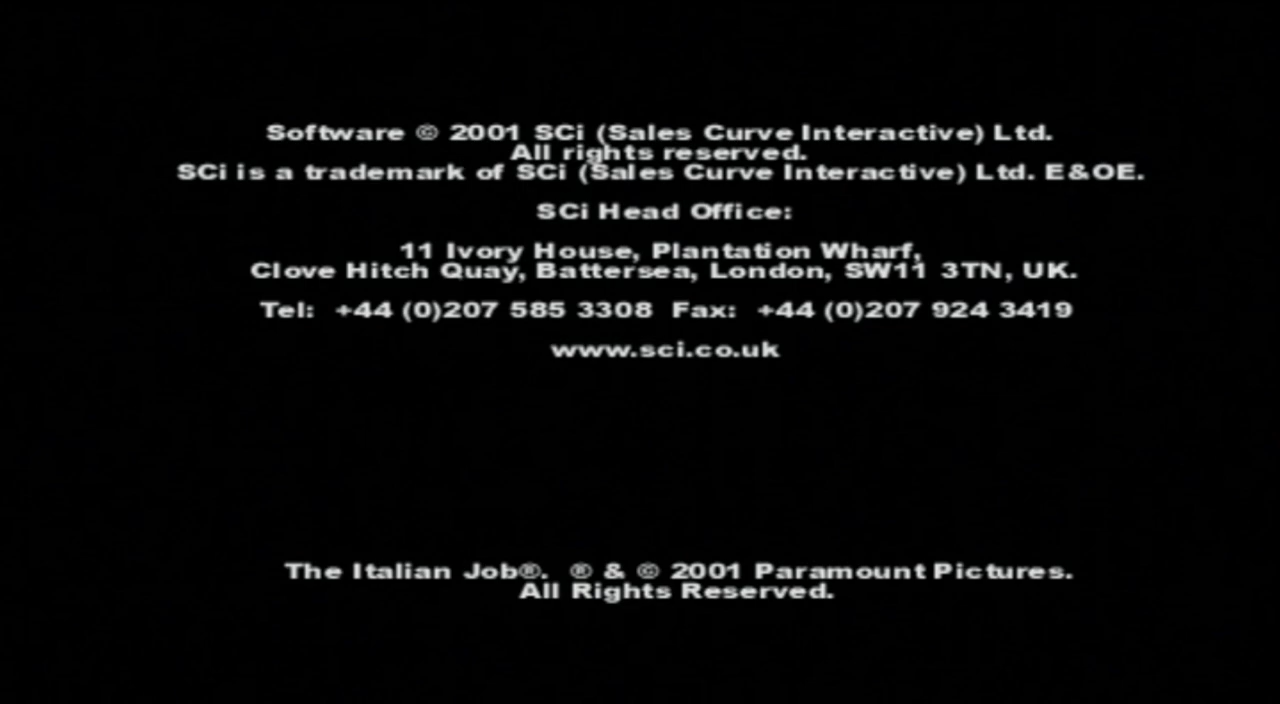 Software © 2001 SCi (Sales Curve Interactive) Ltd.
All rights reserved.
SCi is a trademark of SCi (Sales Curve Interactive) Ltd. E&OE.
SCi Head Office:
11 Ivory House, Plantation Wharf,
Clove Hitch Quay, Battersea, London, SW11 3TN, UK.
Tel: +44 (0)207 585 3308 Fax: +44 (0)207 924 3419
www.sci.co.uk
The Italian Job®. ® & © 2001 Paramount Pictures.
All Rights Reserved.